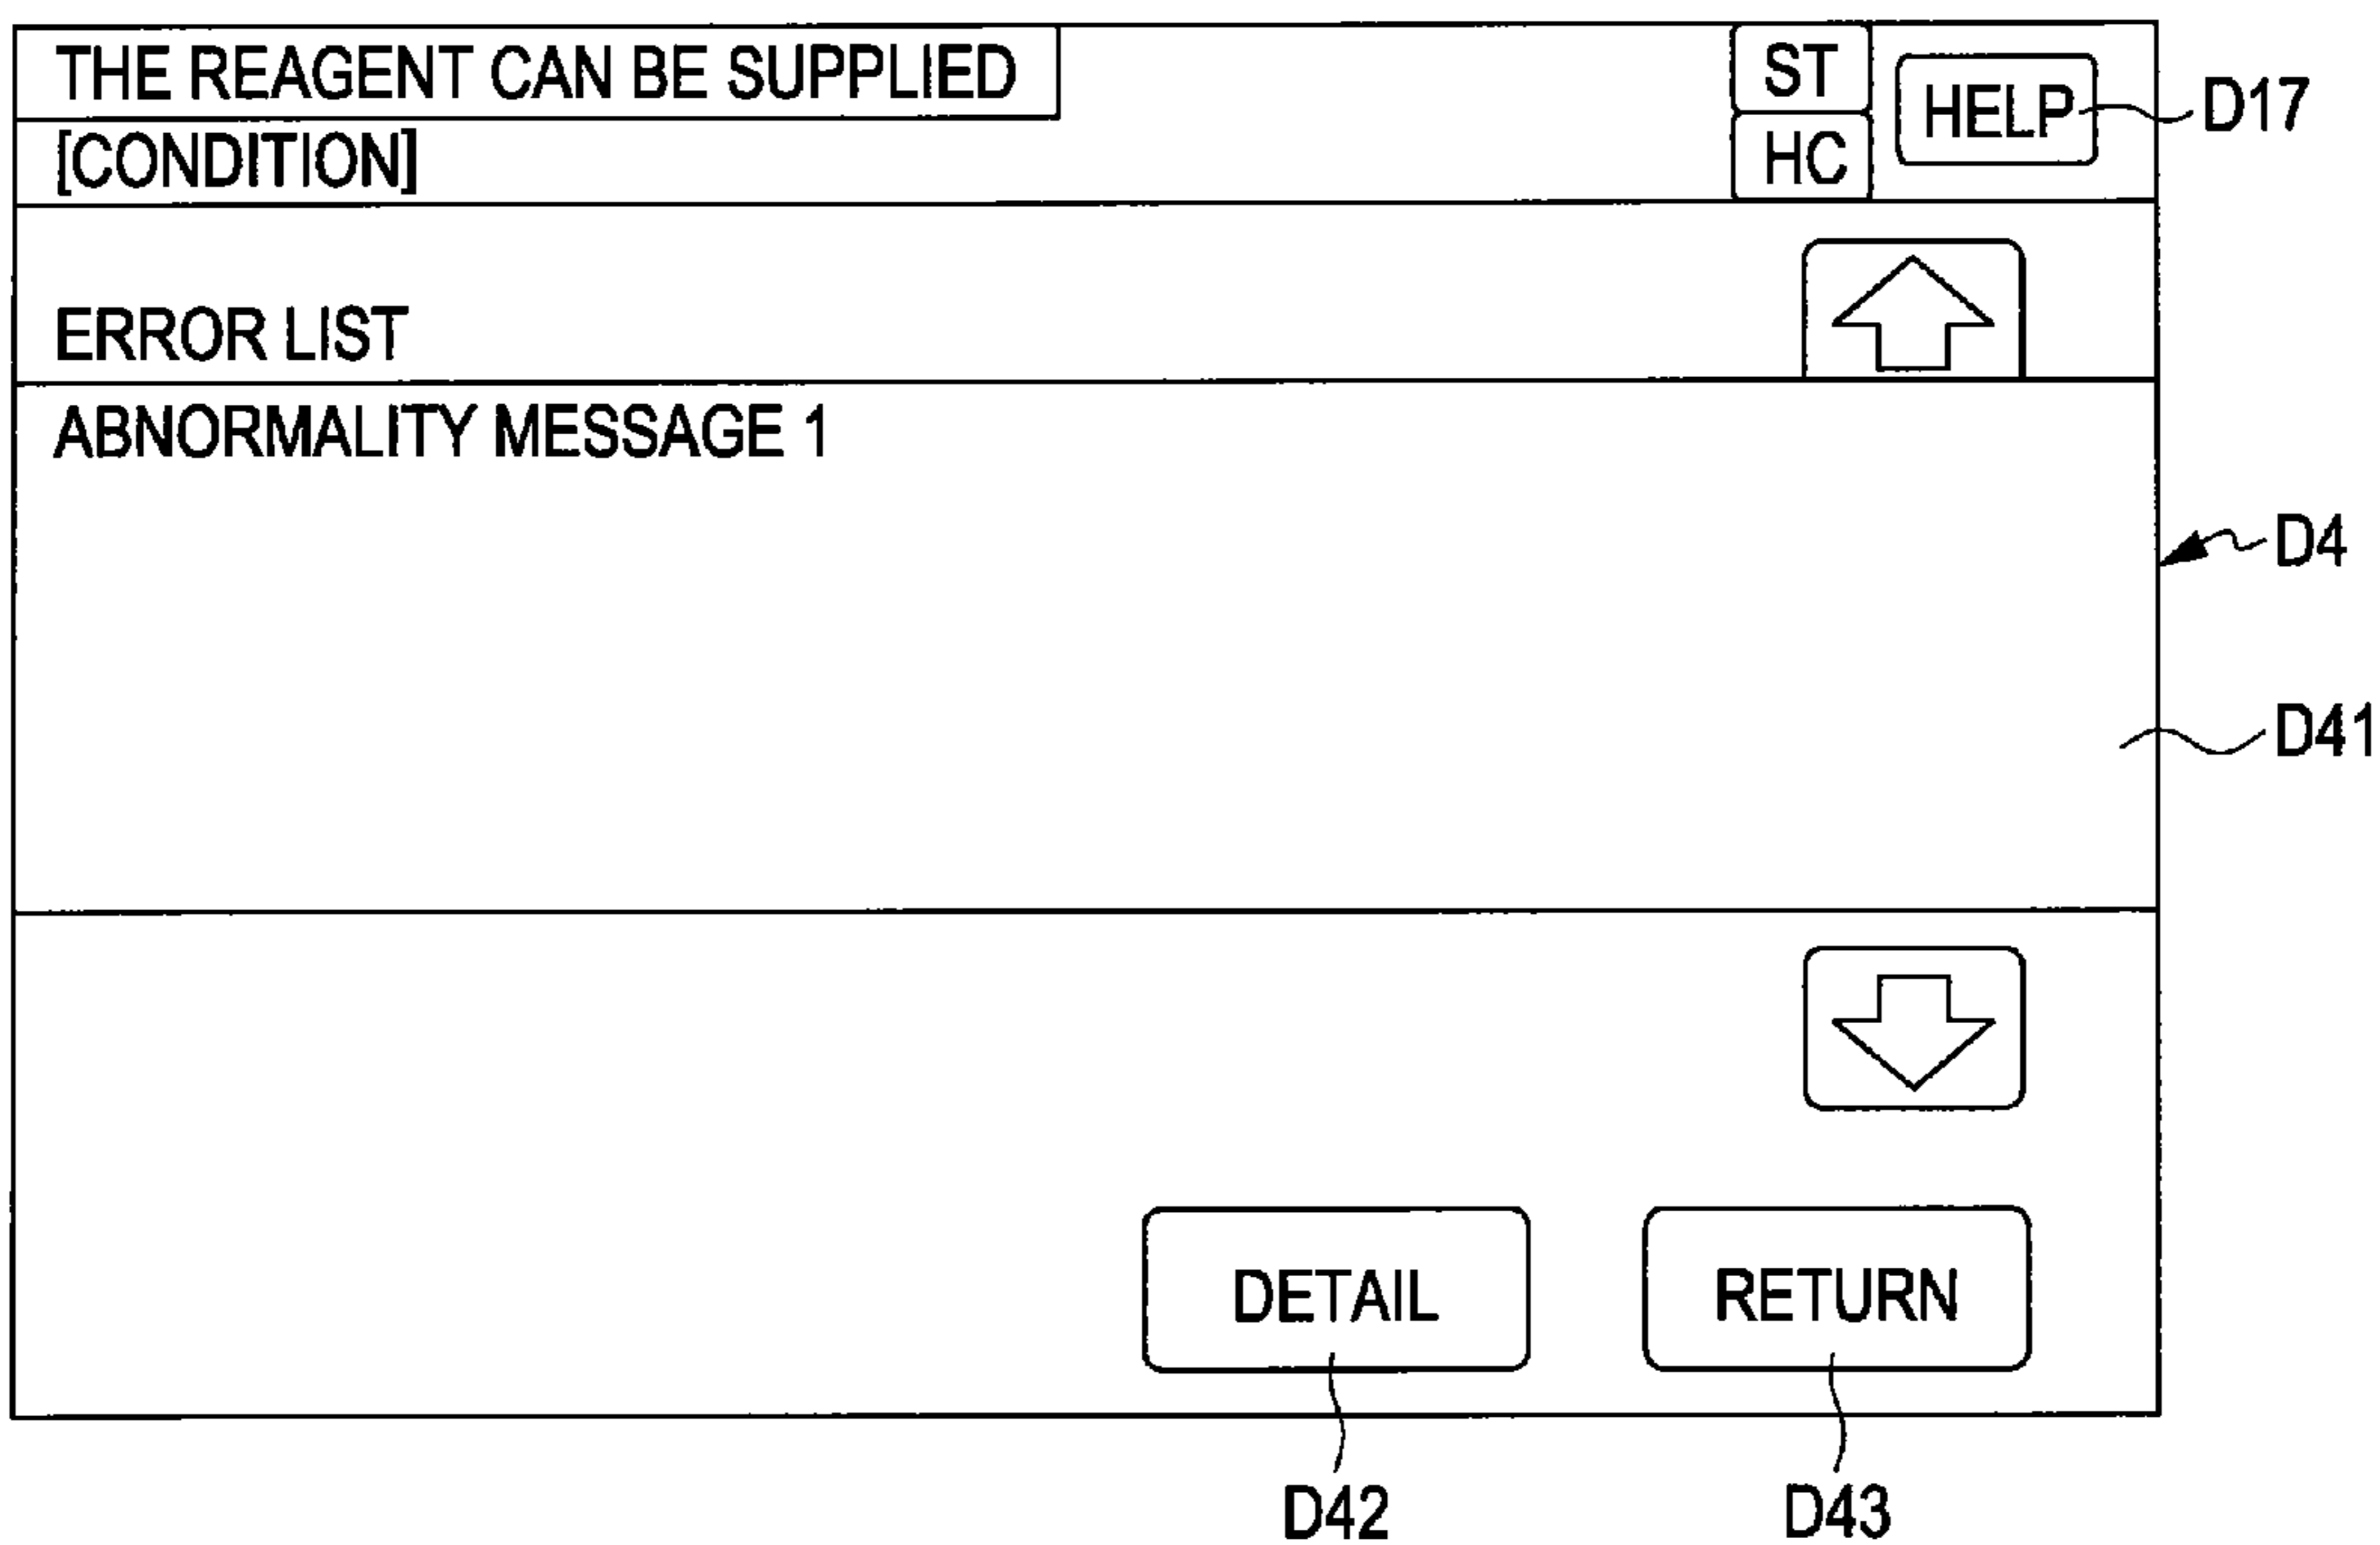 THE REAGENT CAN BE SUPPLIED
ST
HELP
D17
[CONDITION]
HC
ERROR LIST
ABNORMALITY MESSAGE 1
D4
D41
DETAIL
RETURN
D42
D43